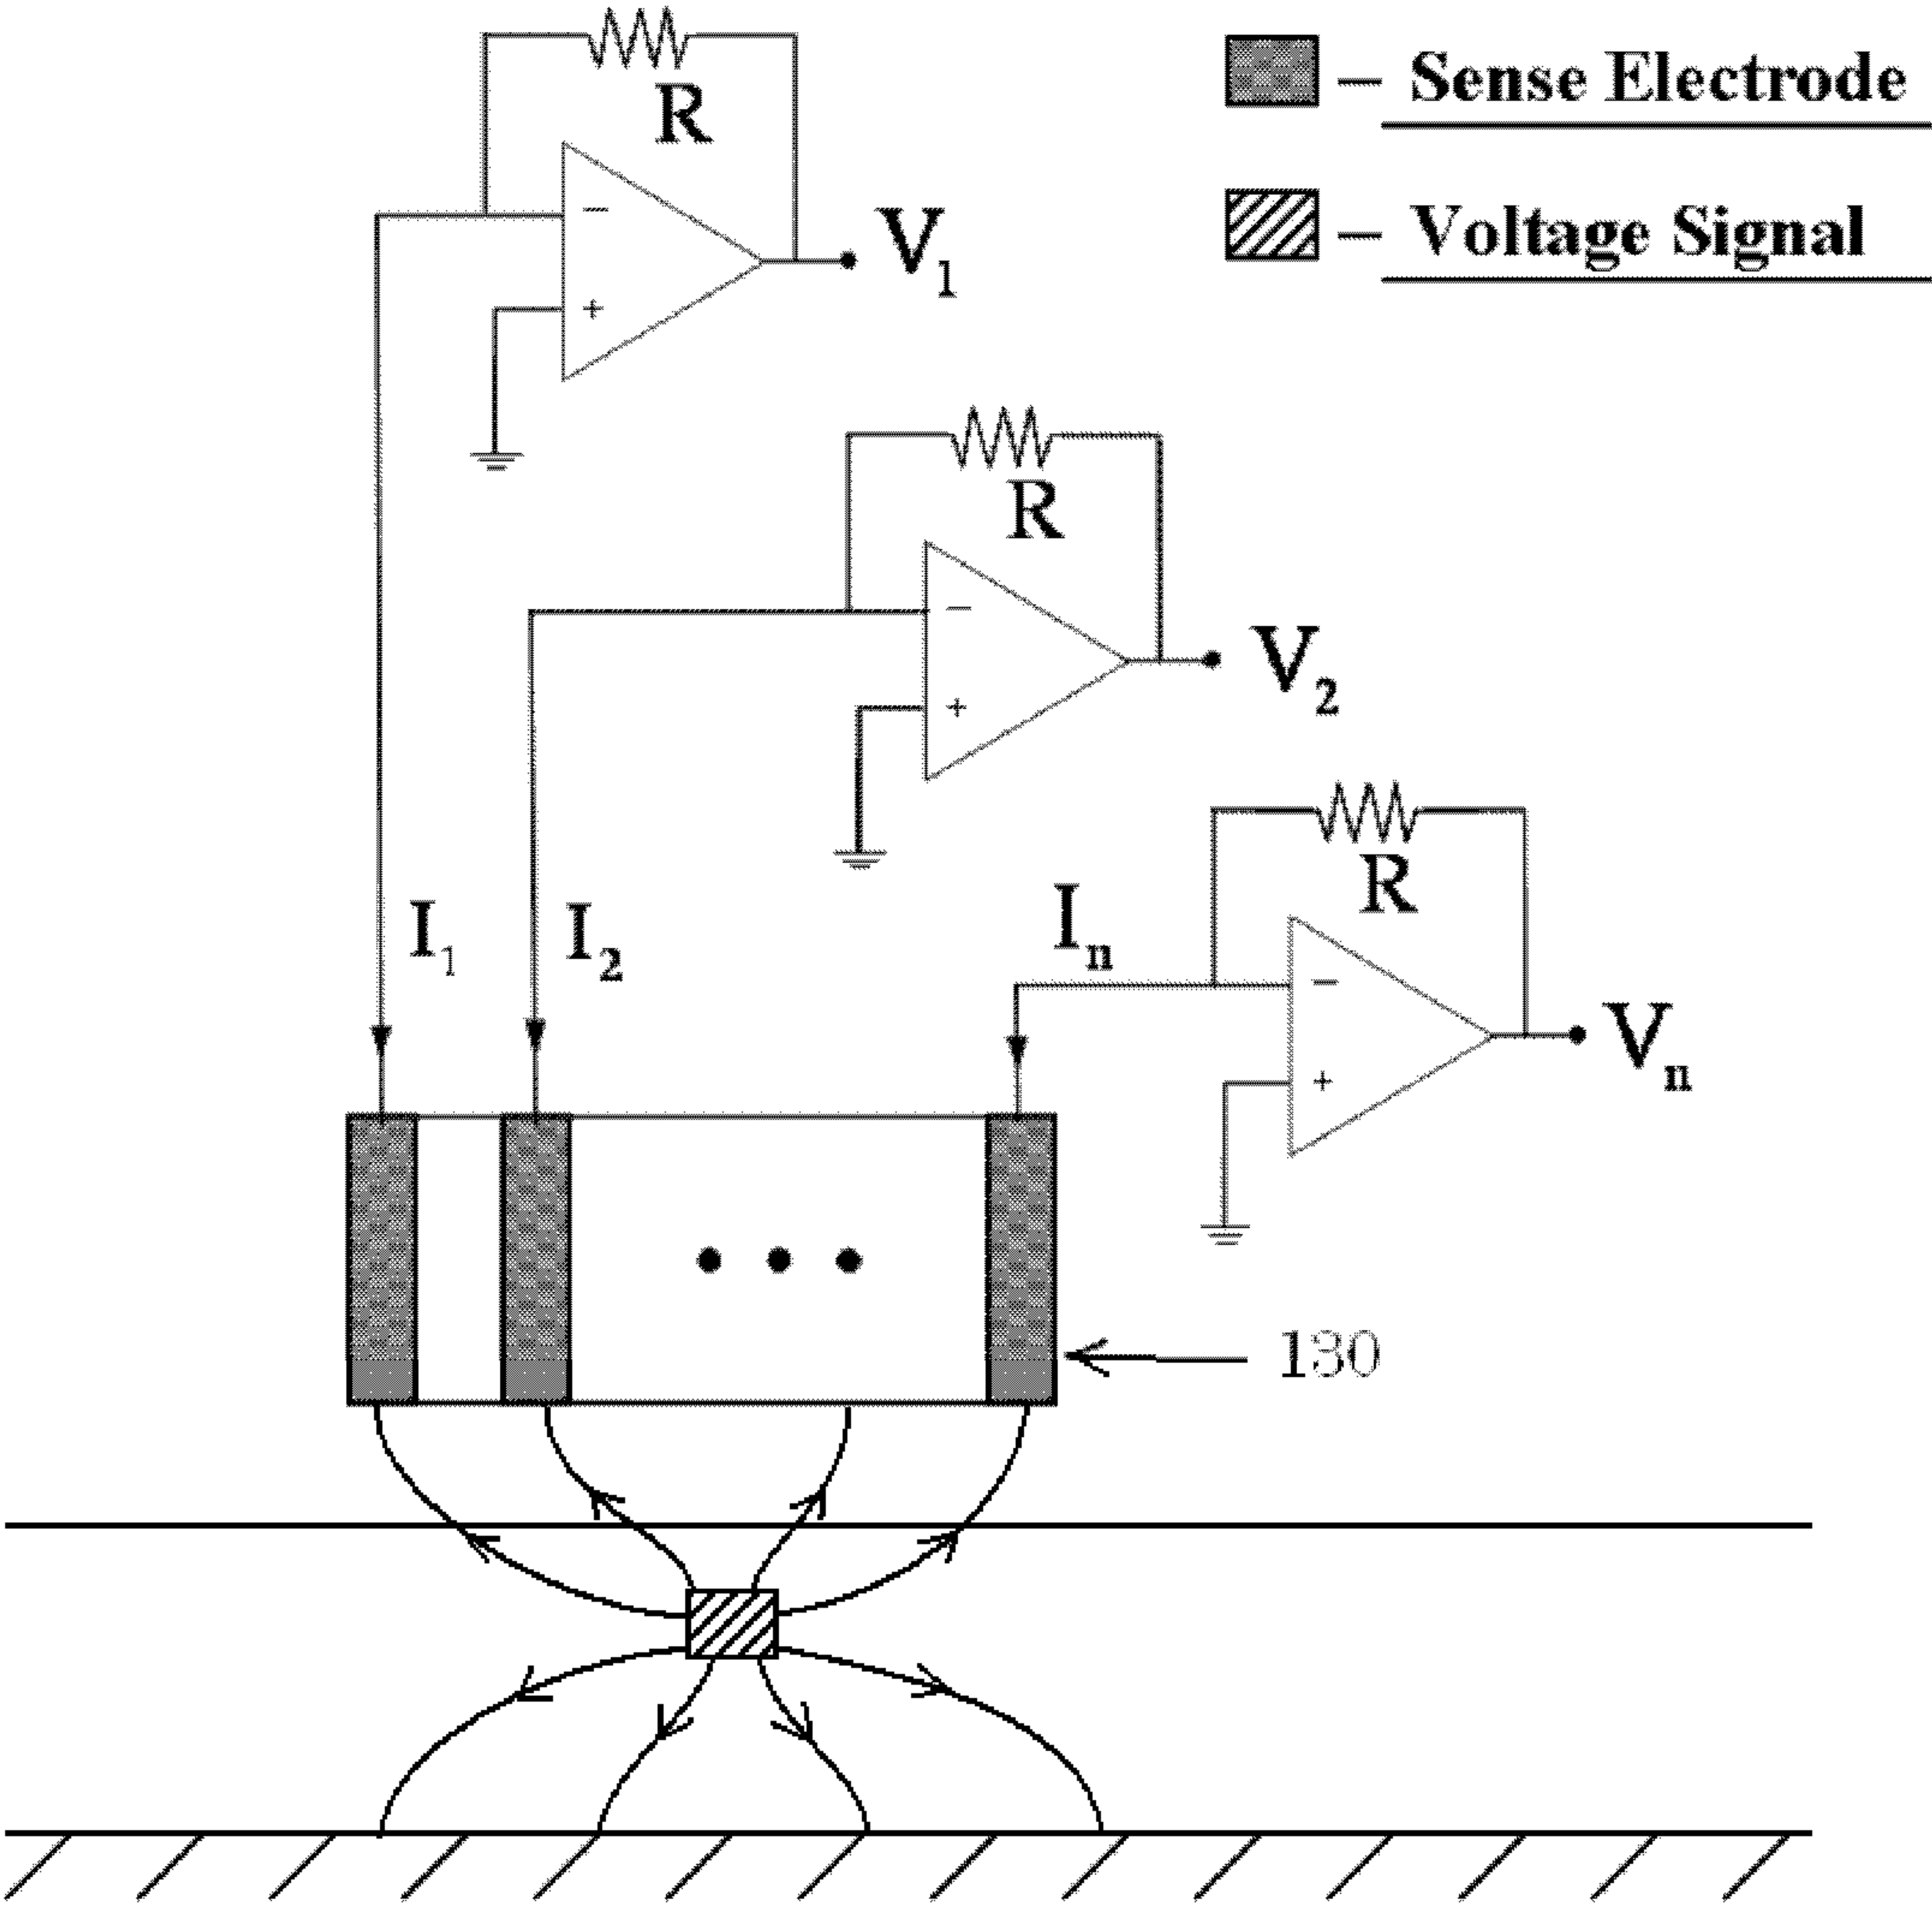 R
− Sense Electrode
V1
− Voltage Signal
−
+
R
V2
−
+
R
I1
I2
In
Vn
−
+
130